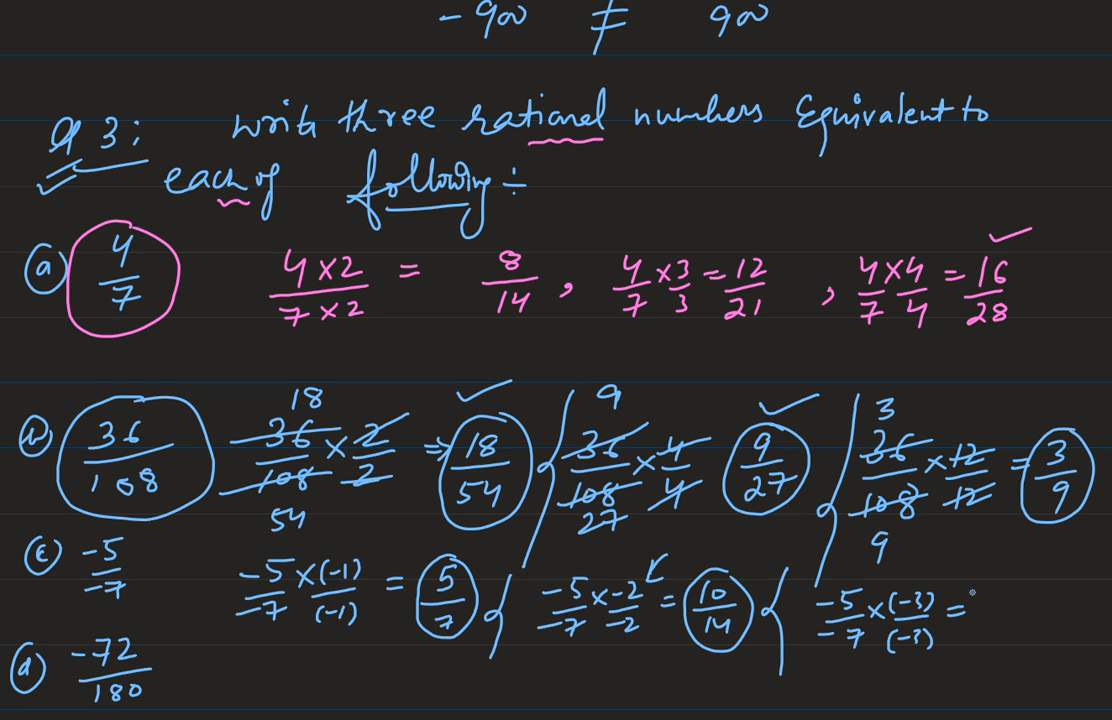 - 900 ≠ 900
Q 3: Write three rational numbers Equivalent to
each of following :-
(a) 4/7 (4×2)/(7×2) = 8/14 , 4/7 × 3/3 = 12/21 , 4/7 × 4/4 = 16/28
18 9 3
(b) 36/108 36/108 × 2/2 => 18/54 36/108 × 4/4 9/27 36/108 × 12/12 = 3/9
54 27 9
(c) -5/-7 -5/-7 × (-1)/(-1) = 5/7 -5/-7 × -2/-2 = 10/14 -5/-7 × (-3)/(-3) =
(d) -72/180